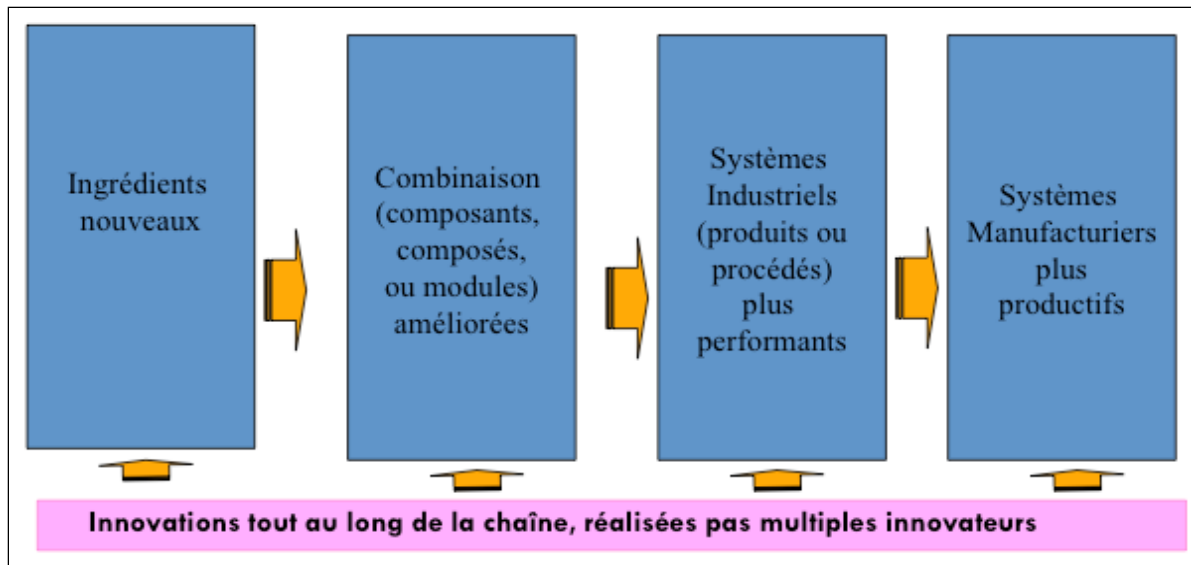 Ingrédients
nouveaux
Combinaison
(composants,
composés,
ou modules)
améliorées
Systèmes
Industriels
(produits ou
procédés)
plus
performants
Systèmes
Manufacturiers
plus
productifs
Innovations tout au long de la chaîne, réalisées pas multiples innovateurs